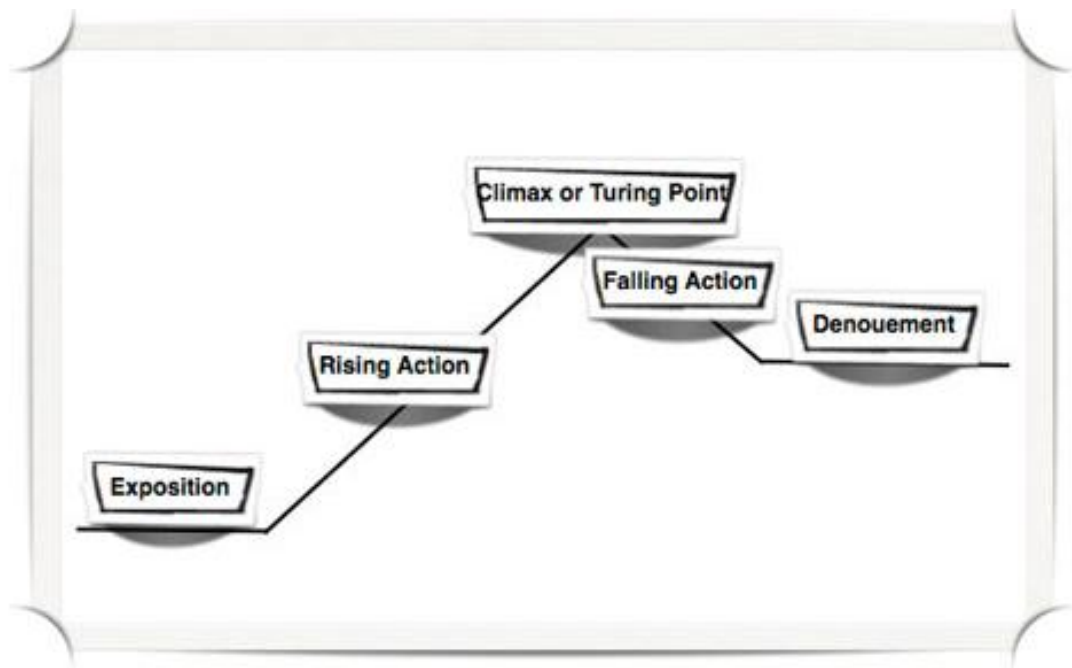 Climax or Turing Point
Falling Action
Denouement
Rising Action
Exposition